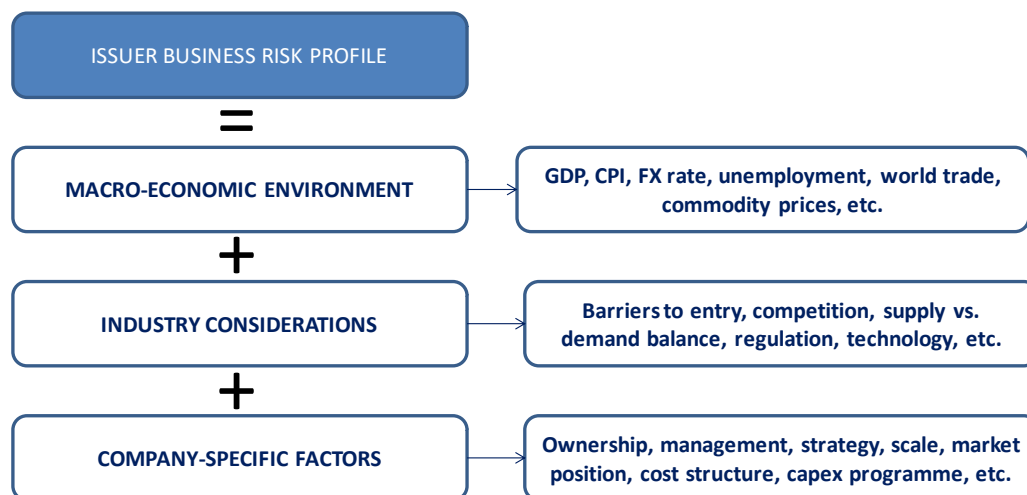 ISSUER BUSINESS RISK PROFILE
=
MACRO-ECONOMIC ENVIRONMENT
GDP, CPI, FX rate, unemployment, world trade,
commodity prices, etc.
+
INDUSTRY CONSIDERATIONS
Barriers to entry, competition, supply vs.
demand balance, regulation, technology, etc.
+
COMPANY-SPECIFIC FACTORS
Ownership, management, strategy, scale, market
position, cost structure, capex programme, etc.